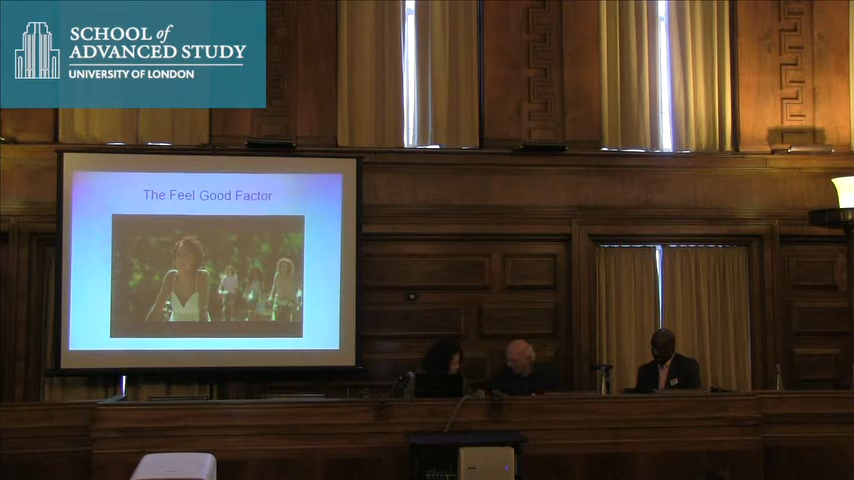 SCHOOL of
ADVANCED STUDY
UNIVERSITY OF LONDON
The Feel Good Factor